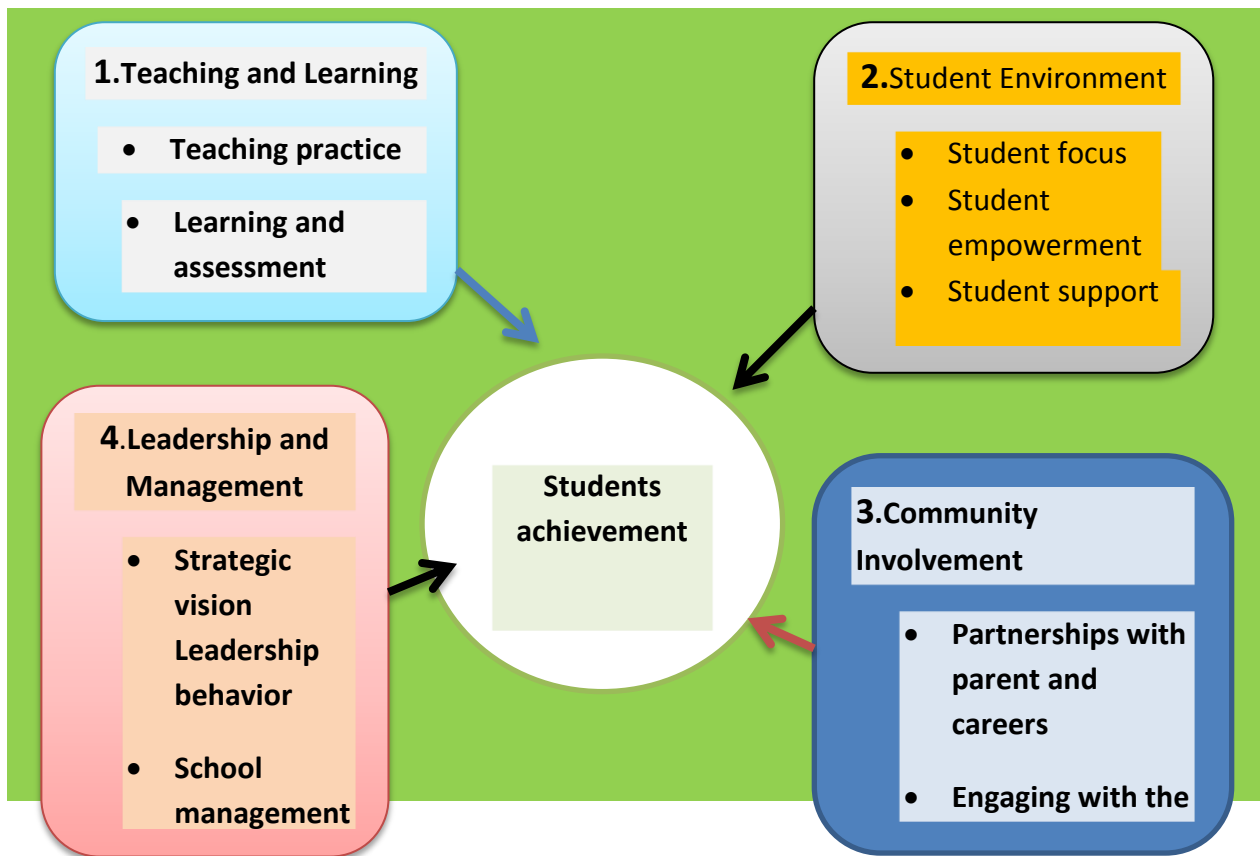 1.Teaching and Learning
• Teaching practice
• Learning and
assessment
2.Student Environment
• Student focus
• Student
empowerment
• Student support
Students
achievement
4.Leadership and
Management
• Strategic
vision
Leadership
behavior
• School
management
3.Community
Involvement
• Partnerships with
parent and
careers
• Engaging with the